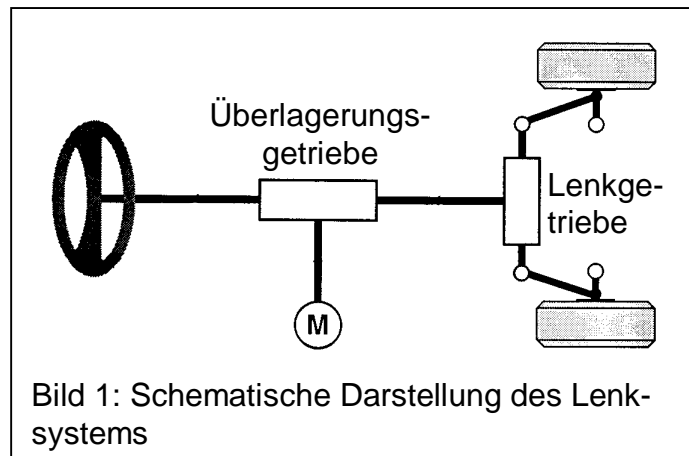 Überlagerungs-
getriebe
Lenkge-
triebe
M
Bild 1: Schematische Darstellung des Lenk-
systems